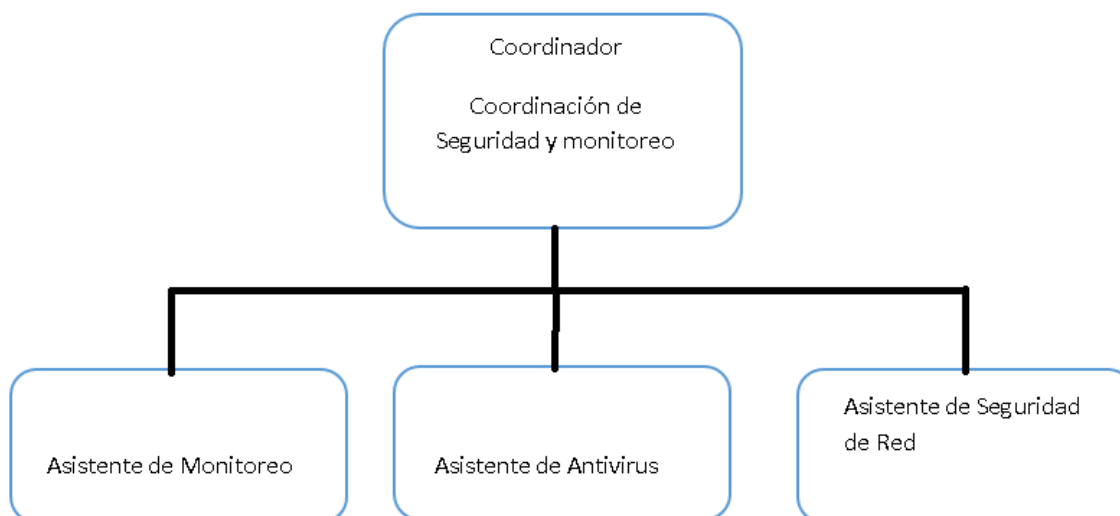 Coordinador
Coordinación de
Seguridad y monitoreo
Asistente de Monitoreo
Asistente de Antivirus
Asistente de Seguridad
de Red